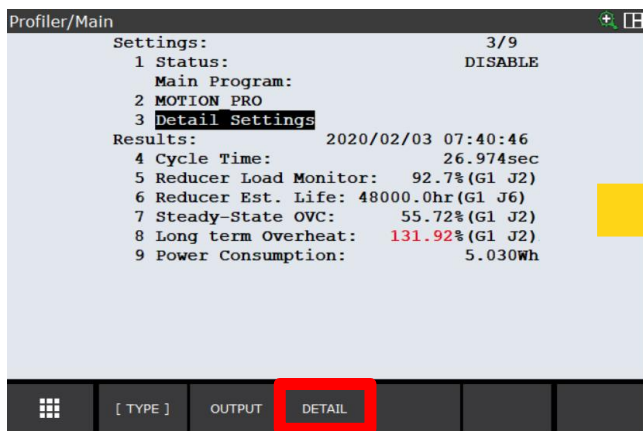 Profiler/Main
Settings: 3/9
1 Status: DISABLE
Main Program:
2 MOTION_PRO
3 Detail Settings
Results: 2020/02/03 07:40:46
4 Cycle Time: 26.974sec
5 Reducer Load Monitor: 92.7%(G1 J2)
6 Reducer Est. Life: 48000.0hr(G1 J6)
7 Steady-State OVC: 55.72%(G1 J2)
8 Long term Overheat: 131.92%(G1 J2)
9 Power Consumption: 5.030Wh
[ TYPE ] OUTPUT DETAIL